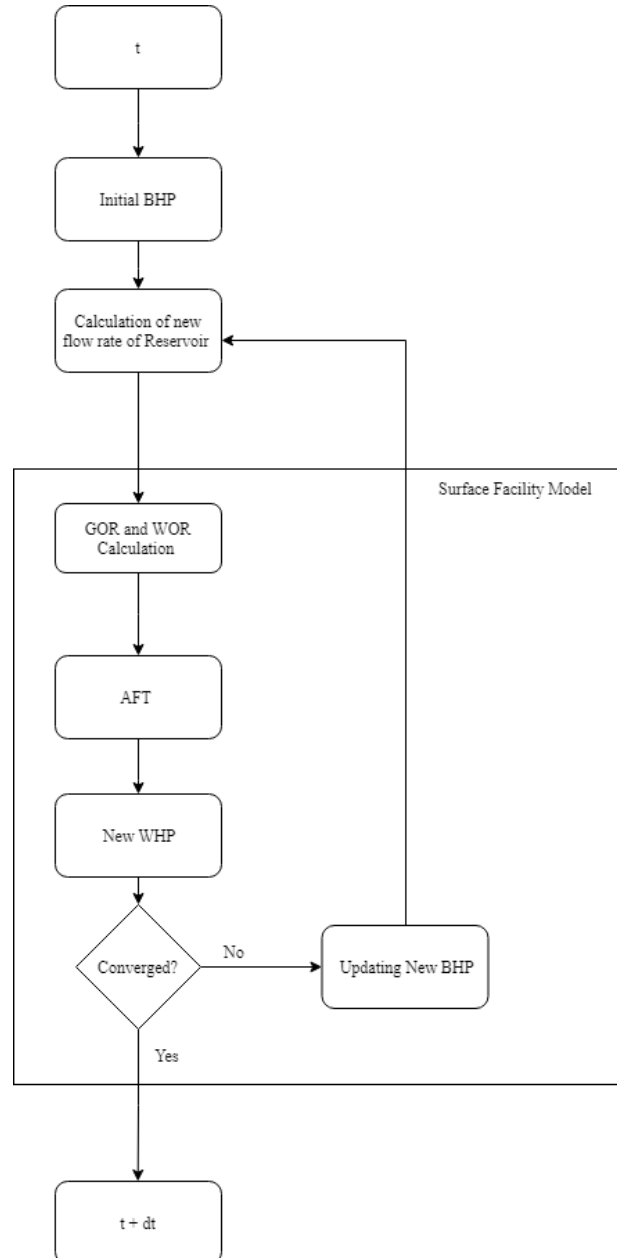 t
Initial BHP
Calculation of new
flow rate of Reservoir
Surface Facility Model
GOR and WOR
Calculation
AFT
New WHP
Converged?
No
Updating New BHP
Yes
t + dt